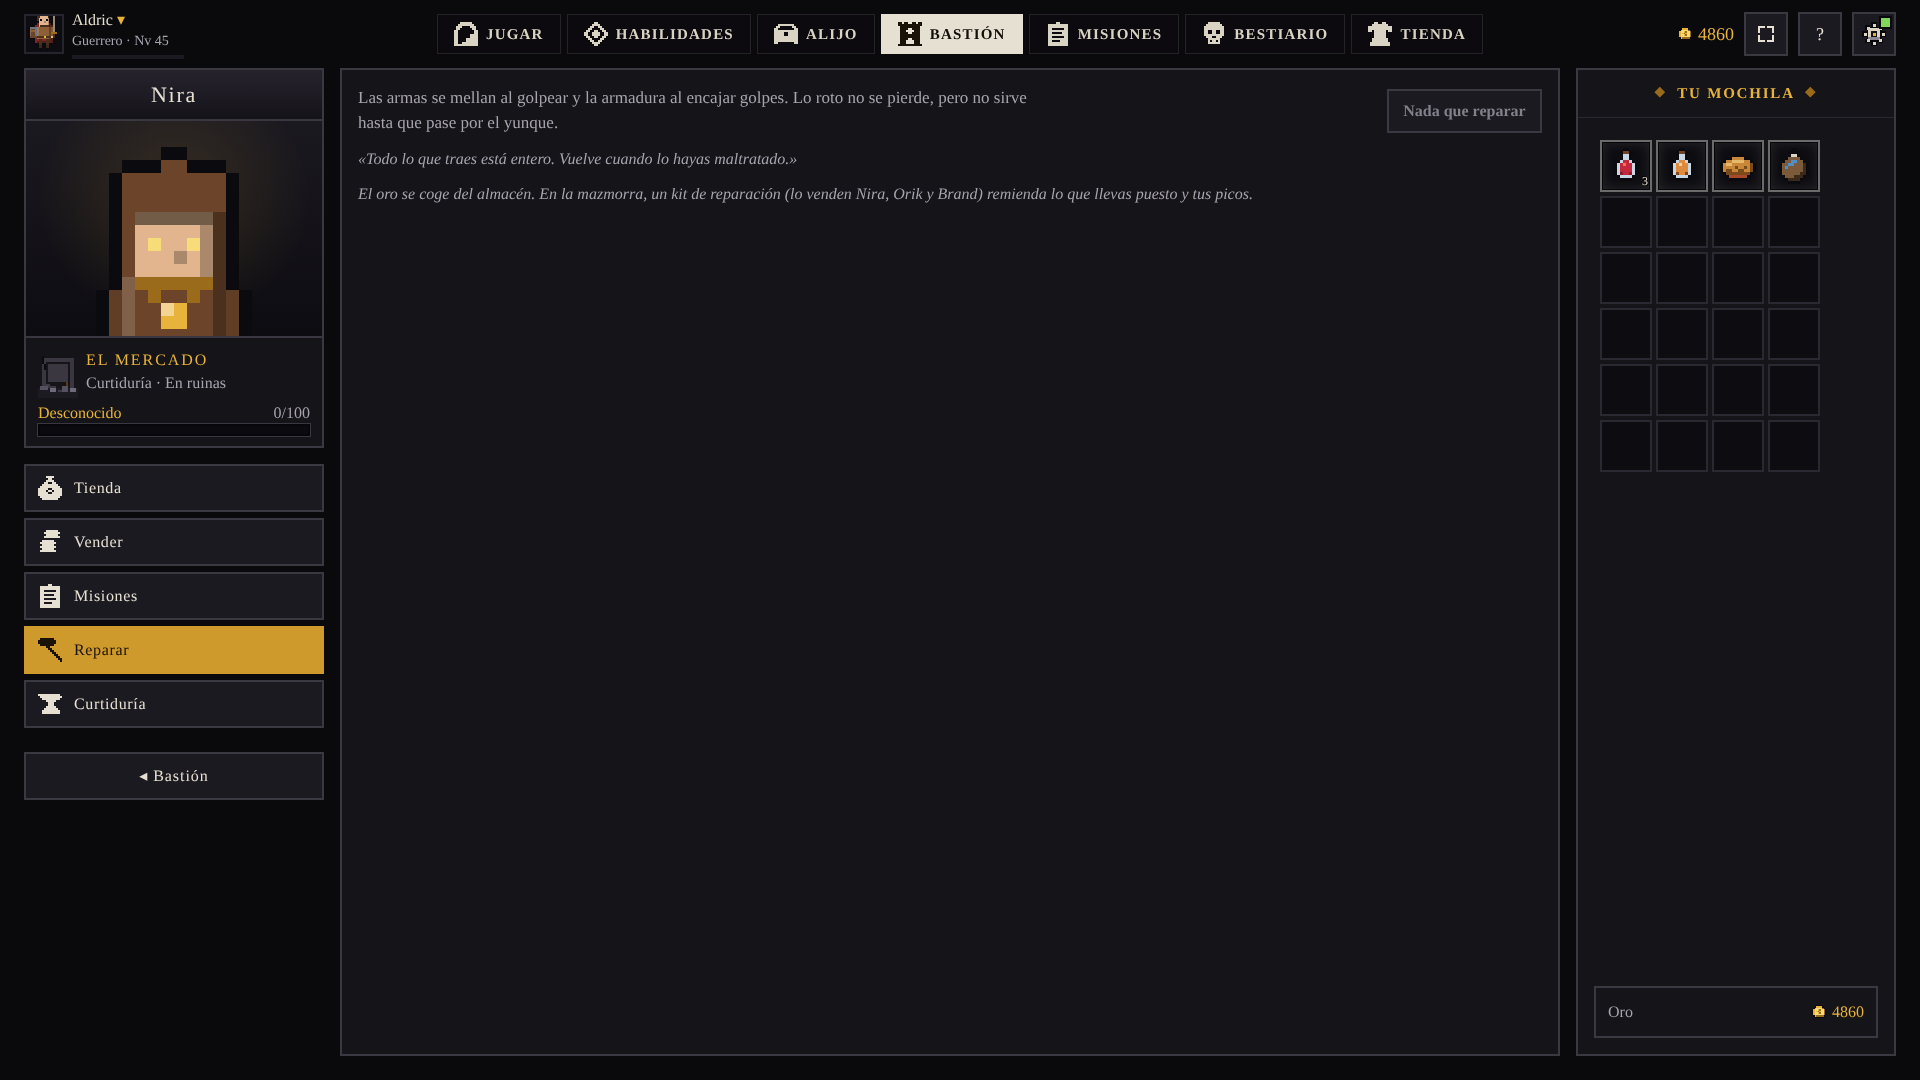 Aldric ▾
Guerrero · Nv 45
JUGAR
HABILIDADES
ALIJO
BASTIÓN
MISIONES
BESTIARIO
TIENDA
4860
?
Nira
EL MERCADO
Curtiduría · En ruinas
Desconocido 0/100
Tienda
Vender
Misiones
Reparar
Curtiduría
◂ Bastión
Las armas se mellan al golpear y la armadura al encajar golpes. Lo roto no se pierde, pero no sirve
hasta que pase por el yunque.
Nada que reparar
«Todo lo que traes está entero. Vuelve cuando lo hayas maltratado.»
El oro se coge del almacén. En la mazmorra, un kit de reparación (lo venden Nira, Orik y Brand) remienda lo que llevas puesto y tus picos.
◆ TU MOCHILA ◆
3
Oro 4860